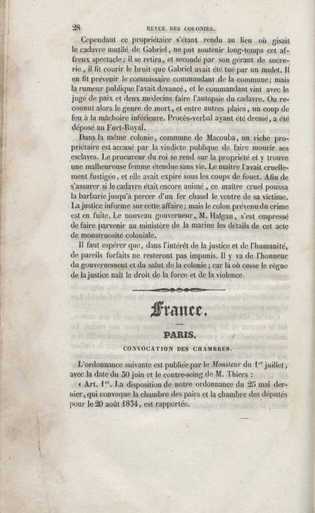 28 REVUE DES COLONIES.
Cependant ce propriétaire s'étant rendu au lieu où gisait
le cadavre mutilé de Gabriel, ne put soutenir long-temps cet af-
freux spectacle; il se retira, et secondé par son gérant de sucre-
rie, il fit courir le bruit que Gabriel avait été tué par un mulet. Il
en fit prévenir le commissaire commandant de la commune; mais
la rumeur publique l'avait devancé, et le commandant vint avec le
juge de paix et deux médecins faire l'autopsie du cadavre. On re-
connut alors le genre de mort, et entre autres plaies, un coup de
feu à la mâchoire inférieure. Procès-verbal ayant été dressé, a été
déposé au Fort-Royal.
Dans la même colonie, commune de Macouba, un riche pro-
priétaire est accusé par la vindicte publique de faire mourir ses
esclaves. Le procureur du roi se rend sur la propriété et y trouve
une malheureuse femme étendue sans vie. Le maître l'avait cruelle-
ment fustigée, et elle avait expiré sous les coups de fouet. Afin de
s'assurer si le cadavre était encore animé, ce maître cruel poussa
la barbarie jusqu'à percer d'un fer chaud le ventre de sa victime.
La justice informe sur cette affaire; mais le colon prévenu du crime
est en fuite. Le nouveau gouverneur, M. Halgan, s'est empressé
de faire parvenir au ministère de la marine les détails de cet acte
de monstruosité coloniale.
Il faut espérer que, dans l'intérêt de la justice et de l'humanité,
de pareils forfaits ne resteront pas impunis. Il y va de l'honneur
du gouvernement et du salut de la colonie; car là où cesse le règne
de la justice naît le droit de la force et de la violence.
France.
PARIS.
CONVOCATION DES CHAMBRES.
L'ordonnance suivante est publiée par le Moniteur du 1er juillet,
avec la date du 30 juin et le contre-seing de M. Thiers:
« Art. 1er. La disposition de notre ordonnance du 25 mai der-
nier, qui convoque la chambre des pairs et la chambre des députés
pour le 20 août 1834, est rapportée.